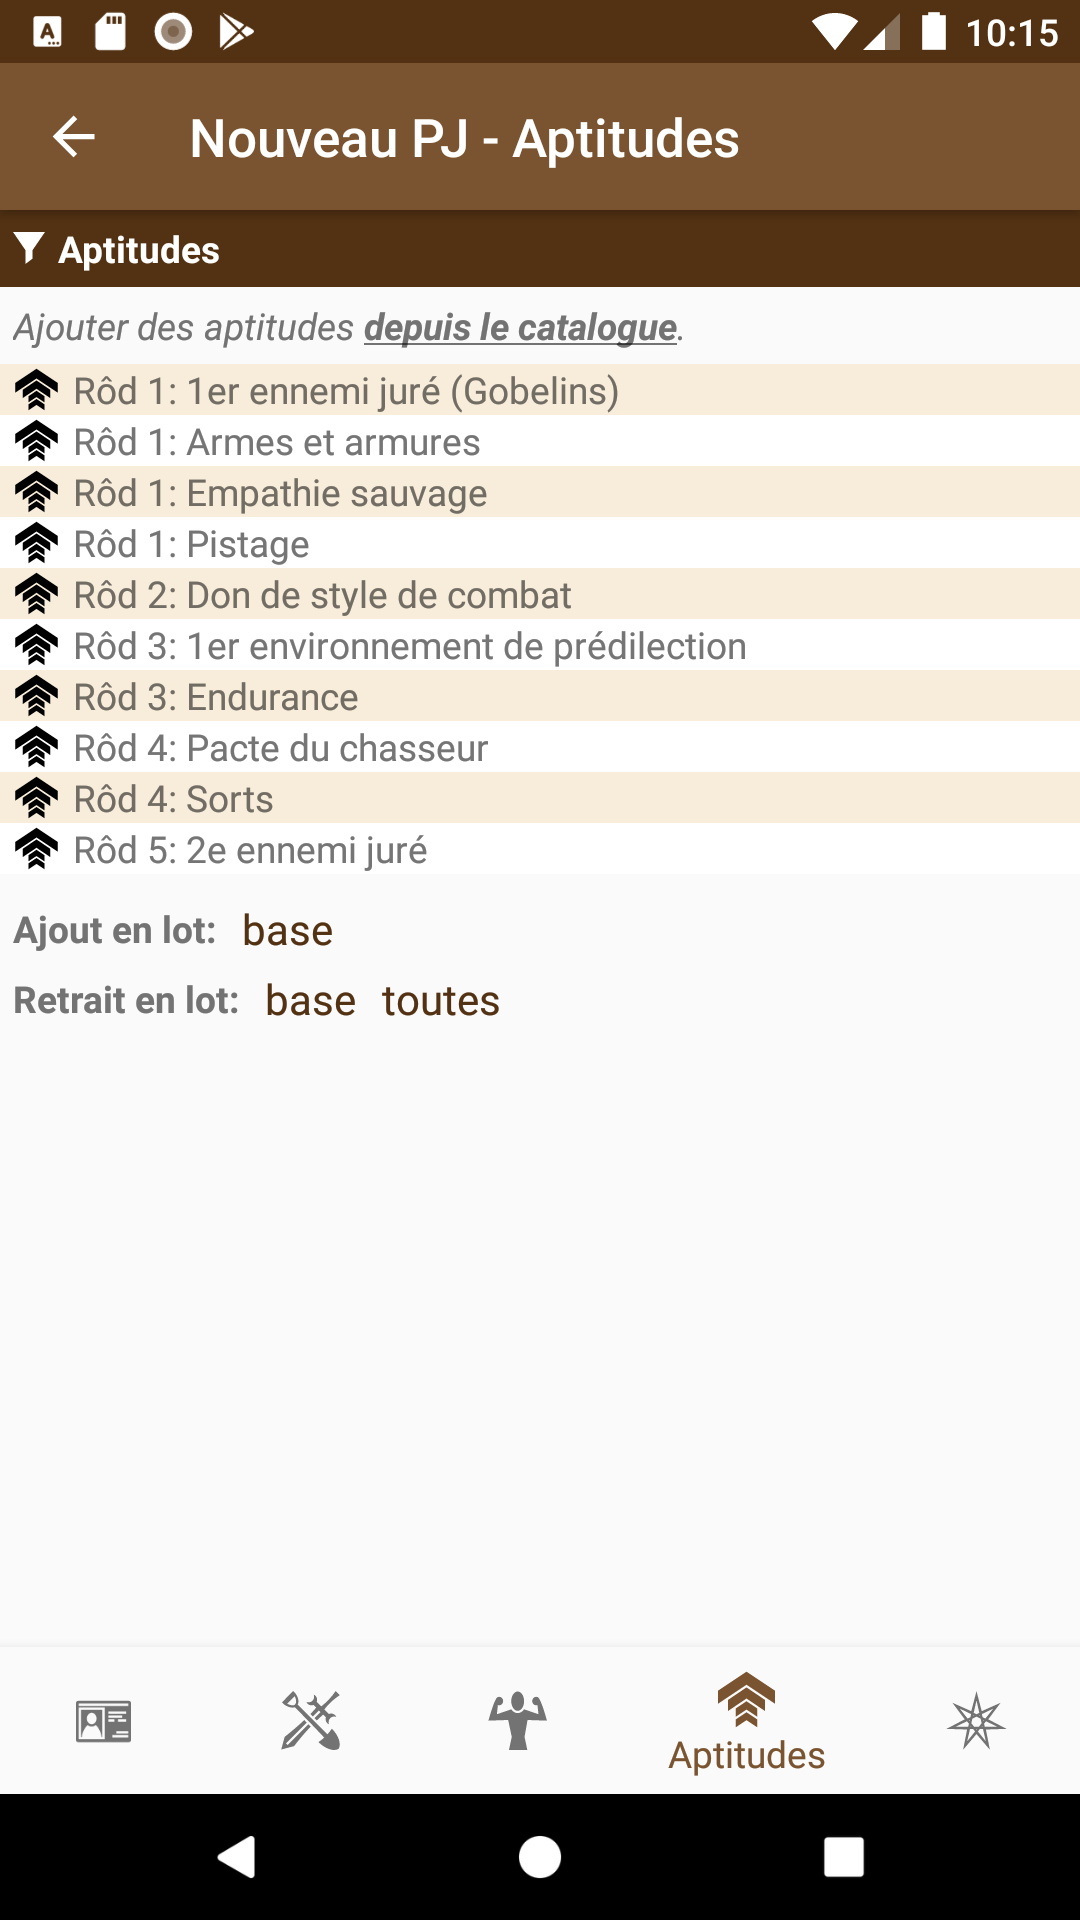 10:15
Nouveau PJ - Aptitudes
Aptitudes
Ajouter des aptitudes depuis le catalogue.
Rôd 1: 1er ennemi juré (Gobelins)
Rôd 1: Armes et armures
Rôd 1: Empathie sauvage
Rôd 1: Pistage
Rôd 2: Don de style de combat
Rôd 3: 1er environnement de prédilection
Rôd 3: Endurance
Rôd 4: Pacte du chasseur
Rôd 4: Sorts
Rôd 5: 2e ennemi juré
Ajout en lot: base
Retrait en lot: base toutes
Aptitudes